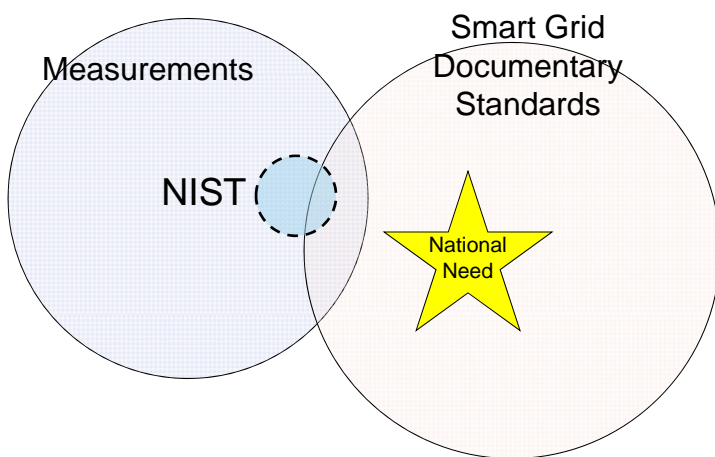 Measurements
Smart Grid
Documentary
Standards
NIST
National
Need